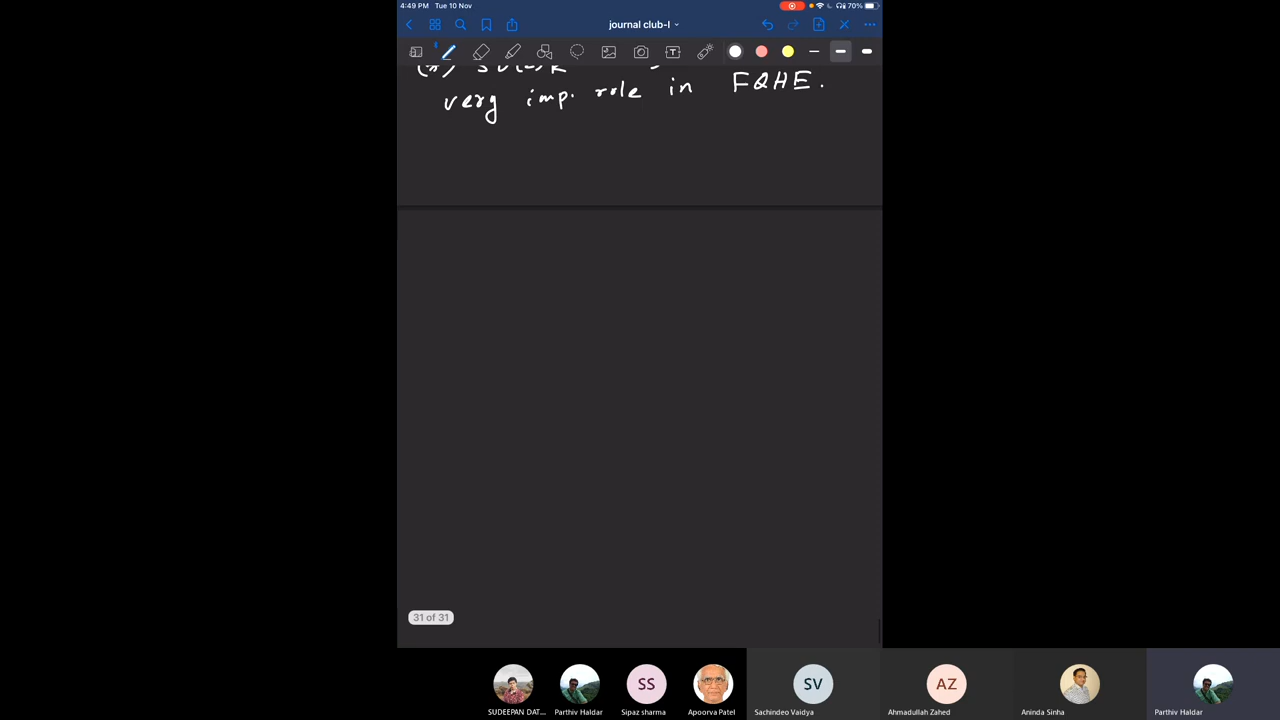 4:49 PM Tue 10 Nov
70%
journal club-I
very imp. role in FQHE.
31 of 31
SS
SV
AZ
SUDEEPAN DAT...
Parthiv Haldar
Sipaz sharma
Apoorva Patel
Sachindeo Vaidya
Ahmadullah Zahed
Aninda Sinha
Parthiv Haldar